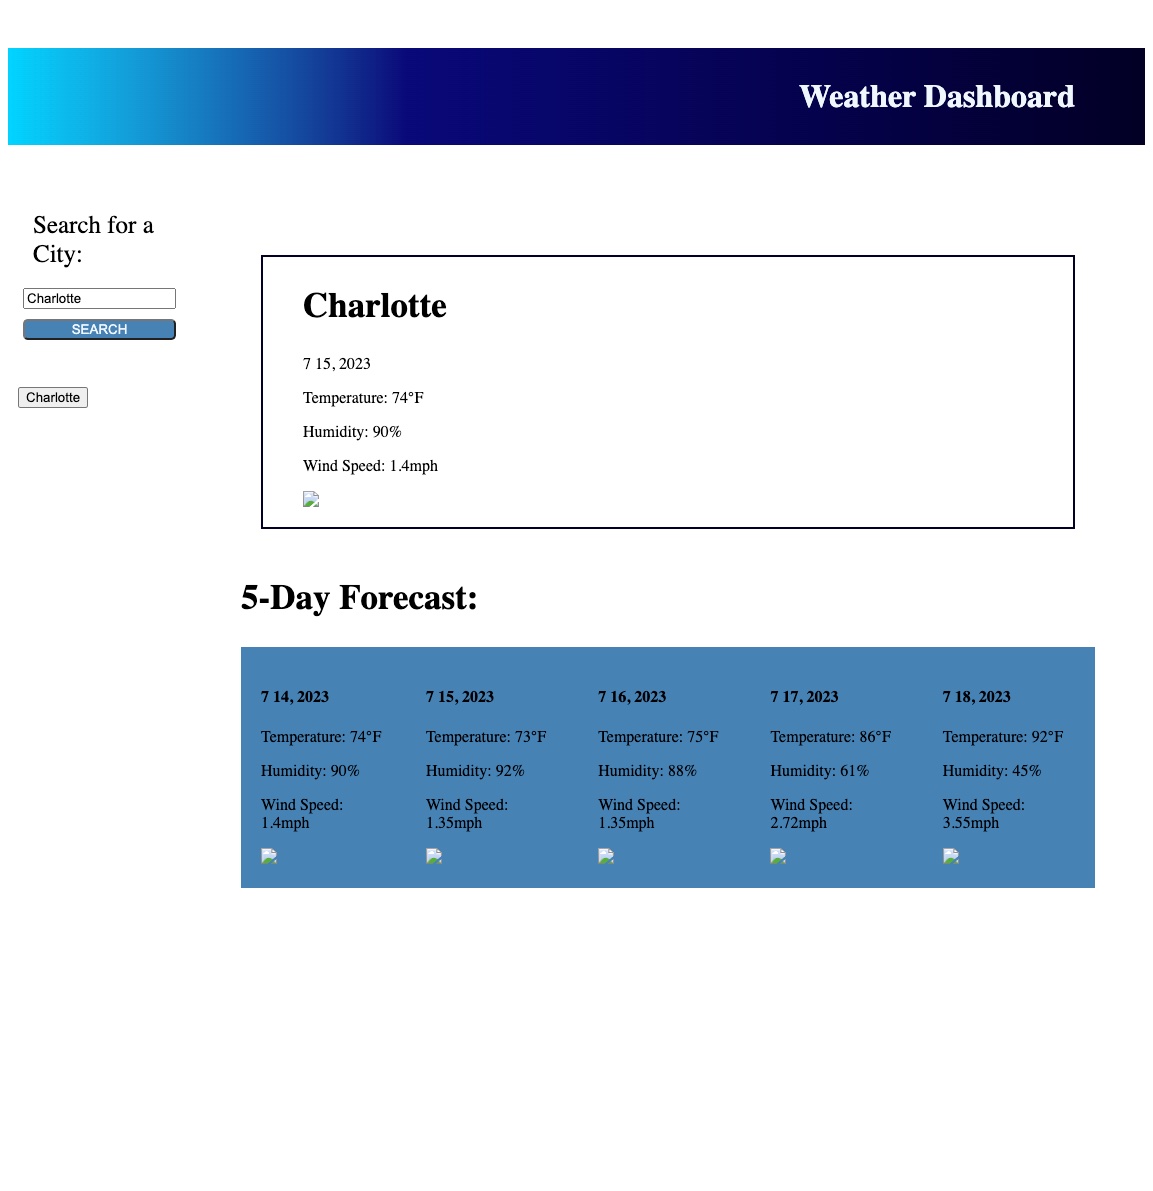 Weather Dashboard
Search for a
City:
Charlotte
SEARCH
Charlotte
Charlotte
7 15, 2023
Temperature: 74°F
Humidity: 90%
Wind Speed: 1.4mph
5-Day Forecast:
7 14, 2023
Temperature: 74°F
Humidity: 90%
Wind Speed:
1.4mph
7 15, 2023
Temperature: 73°F
Humidity: 92%
Wind Speed:
1.35mph
7 16, 2023
Temperature: 75°F
Humidity: 88%
Wind Speed:
1.35mph
7 17, 2023
Temperature: 86°F
Humidity: 61%
Wind Speed:
2.72mph
7 18, 2023
Temperature: 92°F
Humidity: 45%
Wind Speed:
3.55mph